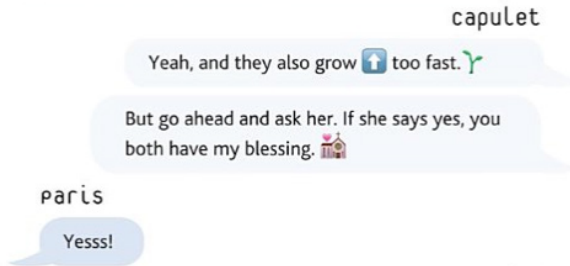 capulet
Yeah, and they also grow ⬆️ too fast.🌱
But go ahead and ask her. If she says yes, you
both have my blessing. 💒
paris
Yesss!